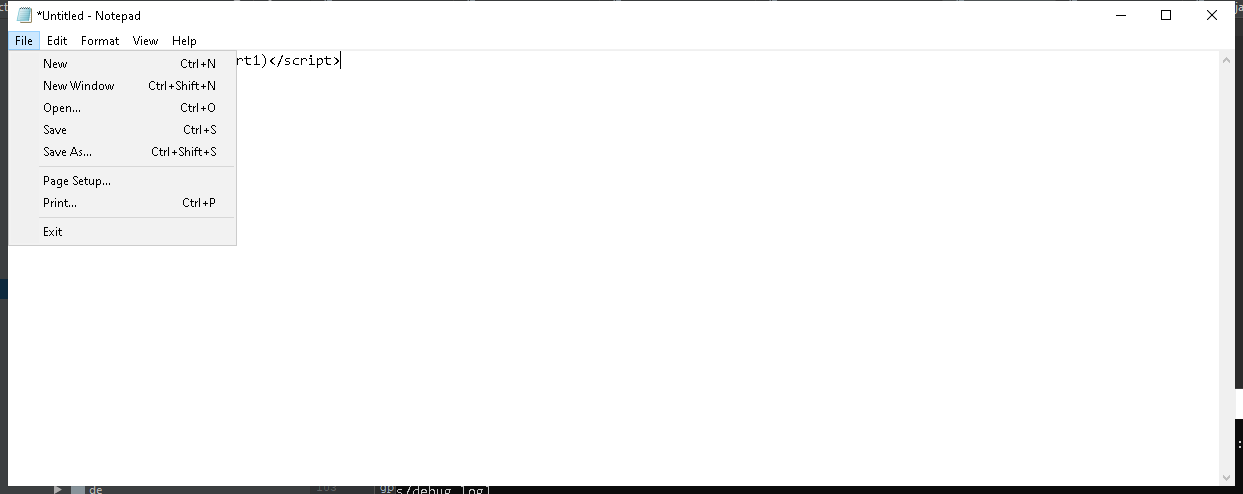 *Untitled - Notepad
File Edit Format View Help
rt1)</script>
New Ctrl+N
New Window Ctrl+Shift+N
Open... Ctrl+O
Save Ctrl+S
Save As... Ctrl+Shift+S
Page Setup...
Print... Ctrl+P
Exit
de
s/debug.log]